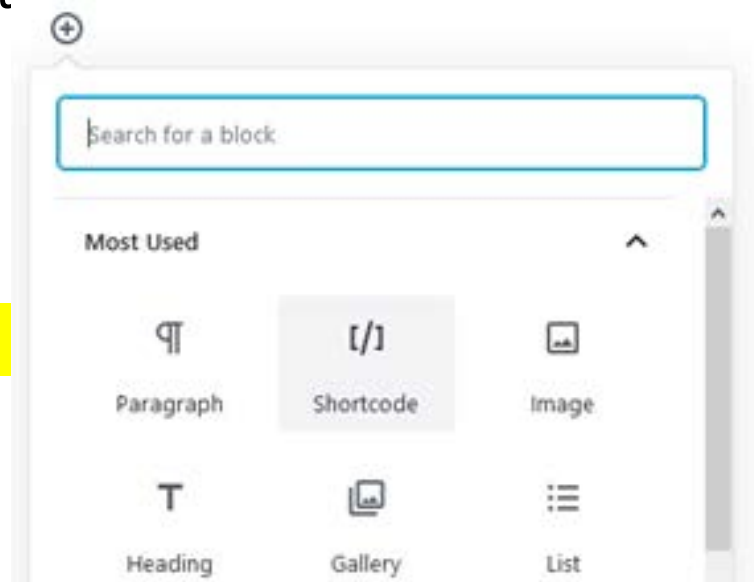 Search for a block
Most Used
[/]
Paragraph Shortcode Image
Heading Gallery List